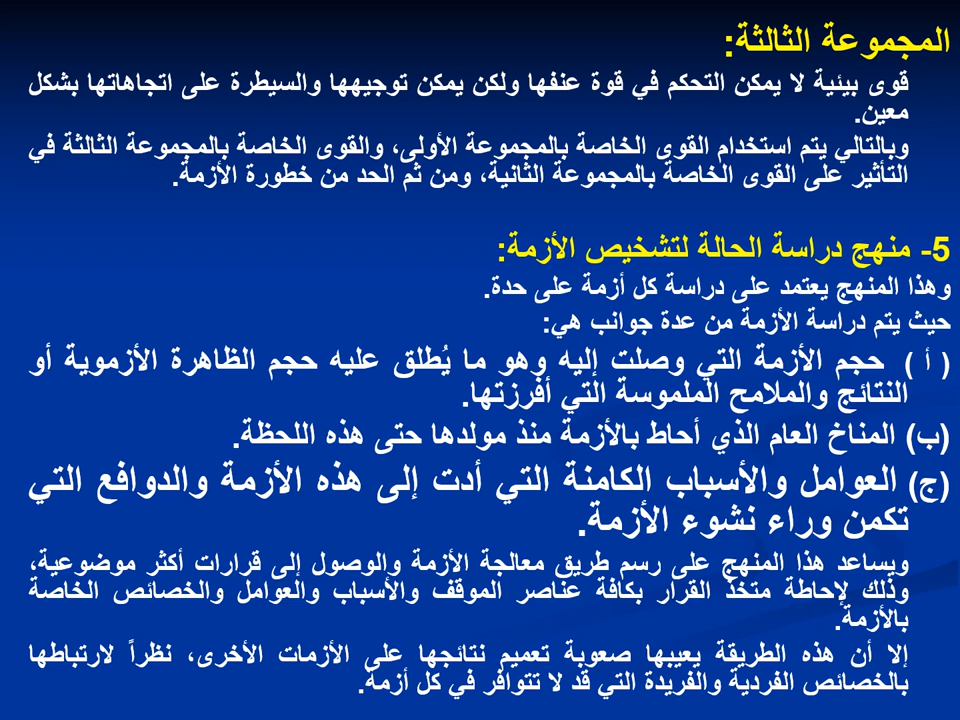 المجموعة الثالثة:
قوى بيئية لا يمكن التحكم في قوة عنفها ولكن يمكن توجيهها والسيطرة على اتجاهاتها بشكل
معين.
وبالتالي يتم استخدام القوى الخاصة بالمجموعة الأولى، والقوى الخاصة بالمجموعة الثالثة في
التأثير على القوى الخاصة بالمجموعة الثانية، ومن ثم الحد من خطورة الأزمة.
5- منهج دراسة الحالة لتشخيص الأزمة:
وهذا المنهج يعتمد على دراسة كل أزمة على حدة.
حيث يتم دراسة الأزمة من عدة جوانب هي:
( أ ) حجم الأزمة التي وصلت إليه وهو ما يُطلق عليه حجم الظاهرة الأزموية أو
النتائج والملامح الملموسة التي أفرزتها.
(ب) المناخ العام الذي أحاط بالأزمة منذ مولدها حتى هذه اللحظة.
(ج) العوامل والأسباب الكامنة التي أدت إلى هذه الأزمة والدوافع التي
تكمن وراء نشوء الأزمة.
ويساعد هذا المنهج على رسم طريق معالجة الأزمة والوصول إلى قرارات أكثر موضوعية،
وذلك لإحاطة متخذ القرار بكافة عناصر الموقف والأسباب والعوامل والخصائص الخاصة
بالأزمة.
إلا أن هذه الطريقة يعيبها صعوبة تعميم نتائجها على الأزمات الأخرى، نظراً لارتباطها
بالخصائص الفردية والفريدة التي قد لا تتوافر في كل أزمة.